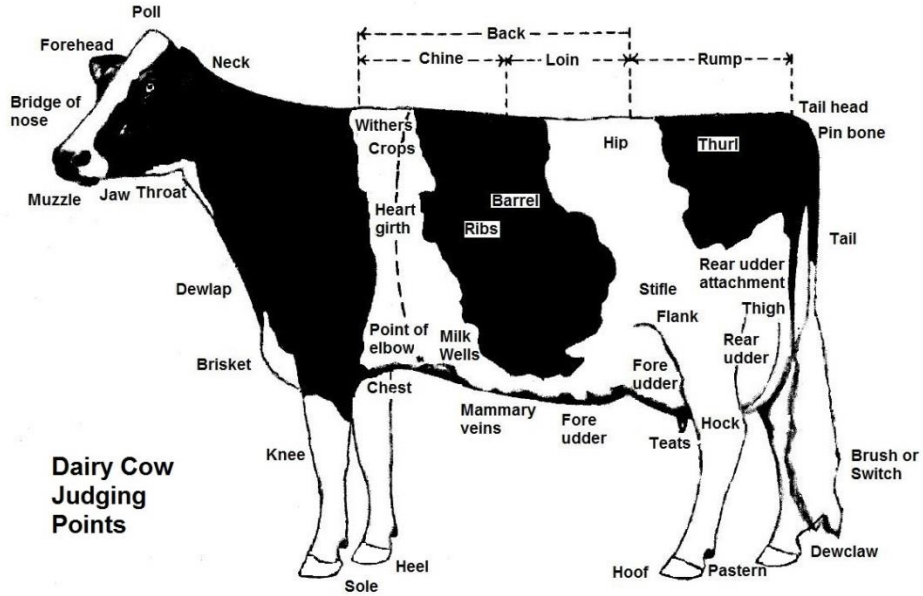 Poll
Back
Forehead
Neck
Chine
Loin
Rump
Bridge of
nose
Tail head
Withers
Crops
Hip
Thurl
Pin bone
Muzzle
Jaw
Throat
Heart
girth
Barrel
Ribs
Tail
Dewlap
Rear udder
attachment
Stifle
Thigh
Flank
Point of
elbow
Milk
Wells
Rear
udder
Brisket
Fore
udder
Chest
Mammary
veins
Fore
udder
Teats
Hock
Knee
Brush or
Switch
Dairy Cow
Judging
Points
Dewclaw
Heel
Sole
Hoof
Pastern